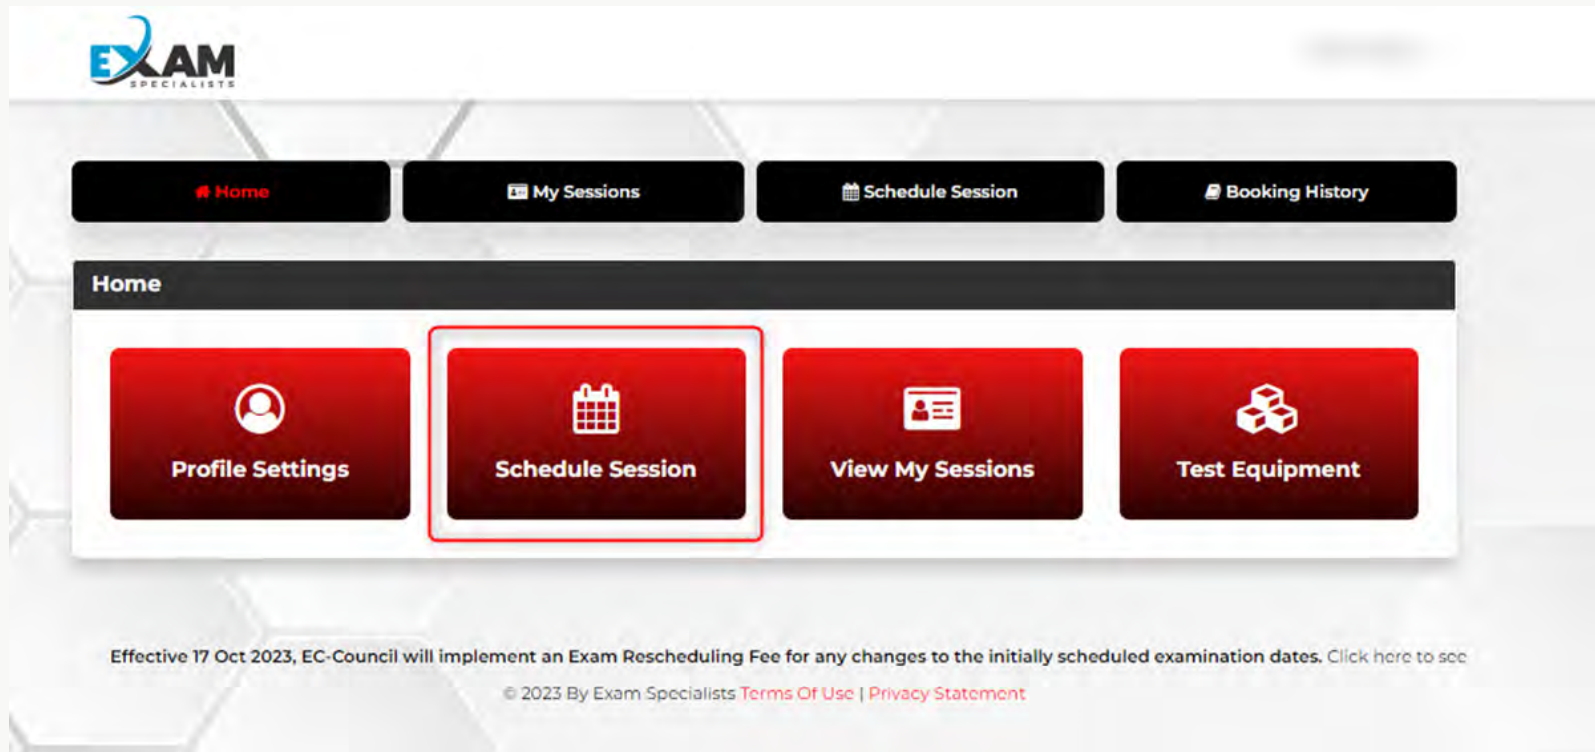 EXAM
SPECIALISTS
Home
My Sessions
Schedule Session
Booking History
Home
Profile Settings
Schedule Session
View My Sessions
Test Equipment
Effective 17 Oct 2023, EC-Council will implement an Exam Rescheduling Fee for any changes to the initially scheduled examination dates. Click here to see
© 2023 By Exam Specialists Terms Of Use | Privacy Statement